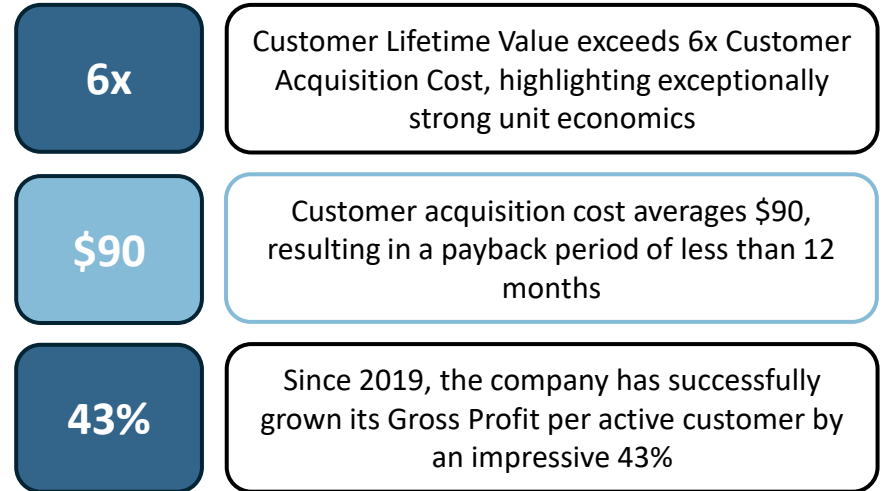 6x
Customer Lifetime Value exceeds 6x Customer
Acquisition Cost, highlighting exceptionally
strong unit economics
$90
Customer acquisition cost averages $90,
resulting in a payback period of less than 12
months
43%
Since 2019, the company has successfully
grown its Gross Profit per active customer by
an impressive 43%